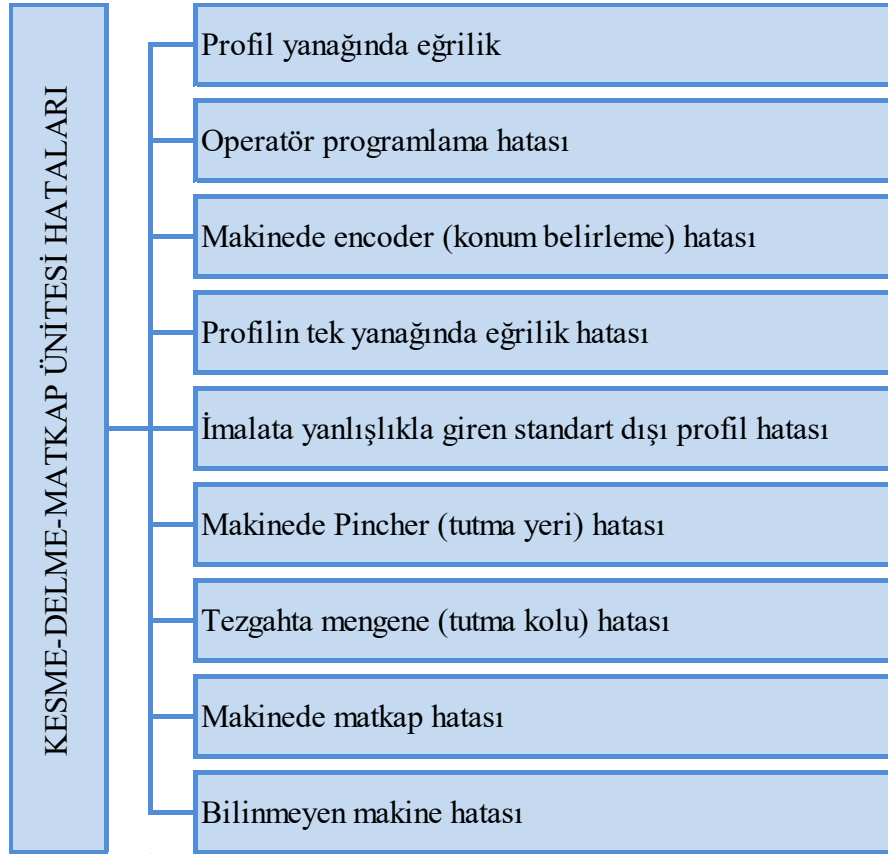 KESME-DELME-MATKAP ÜNİTESİ HATALARI
Profil yanağında eğrilik
Operatör programlama hatası
Makinede encoder (konum belirleme) hatası
Profilin tek yanağında eğrilik hatası
İmalata yanlışlıkla giren standart dışı profil hatası
Makinede Pincher (tutma yeri) hatası
Tezgahta mengene (tutma kolu) hatası
Makinede matkap hatası
Bilinmeyen makine hatası